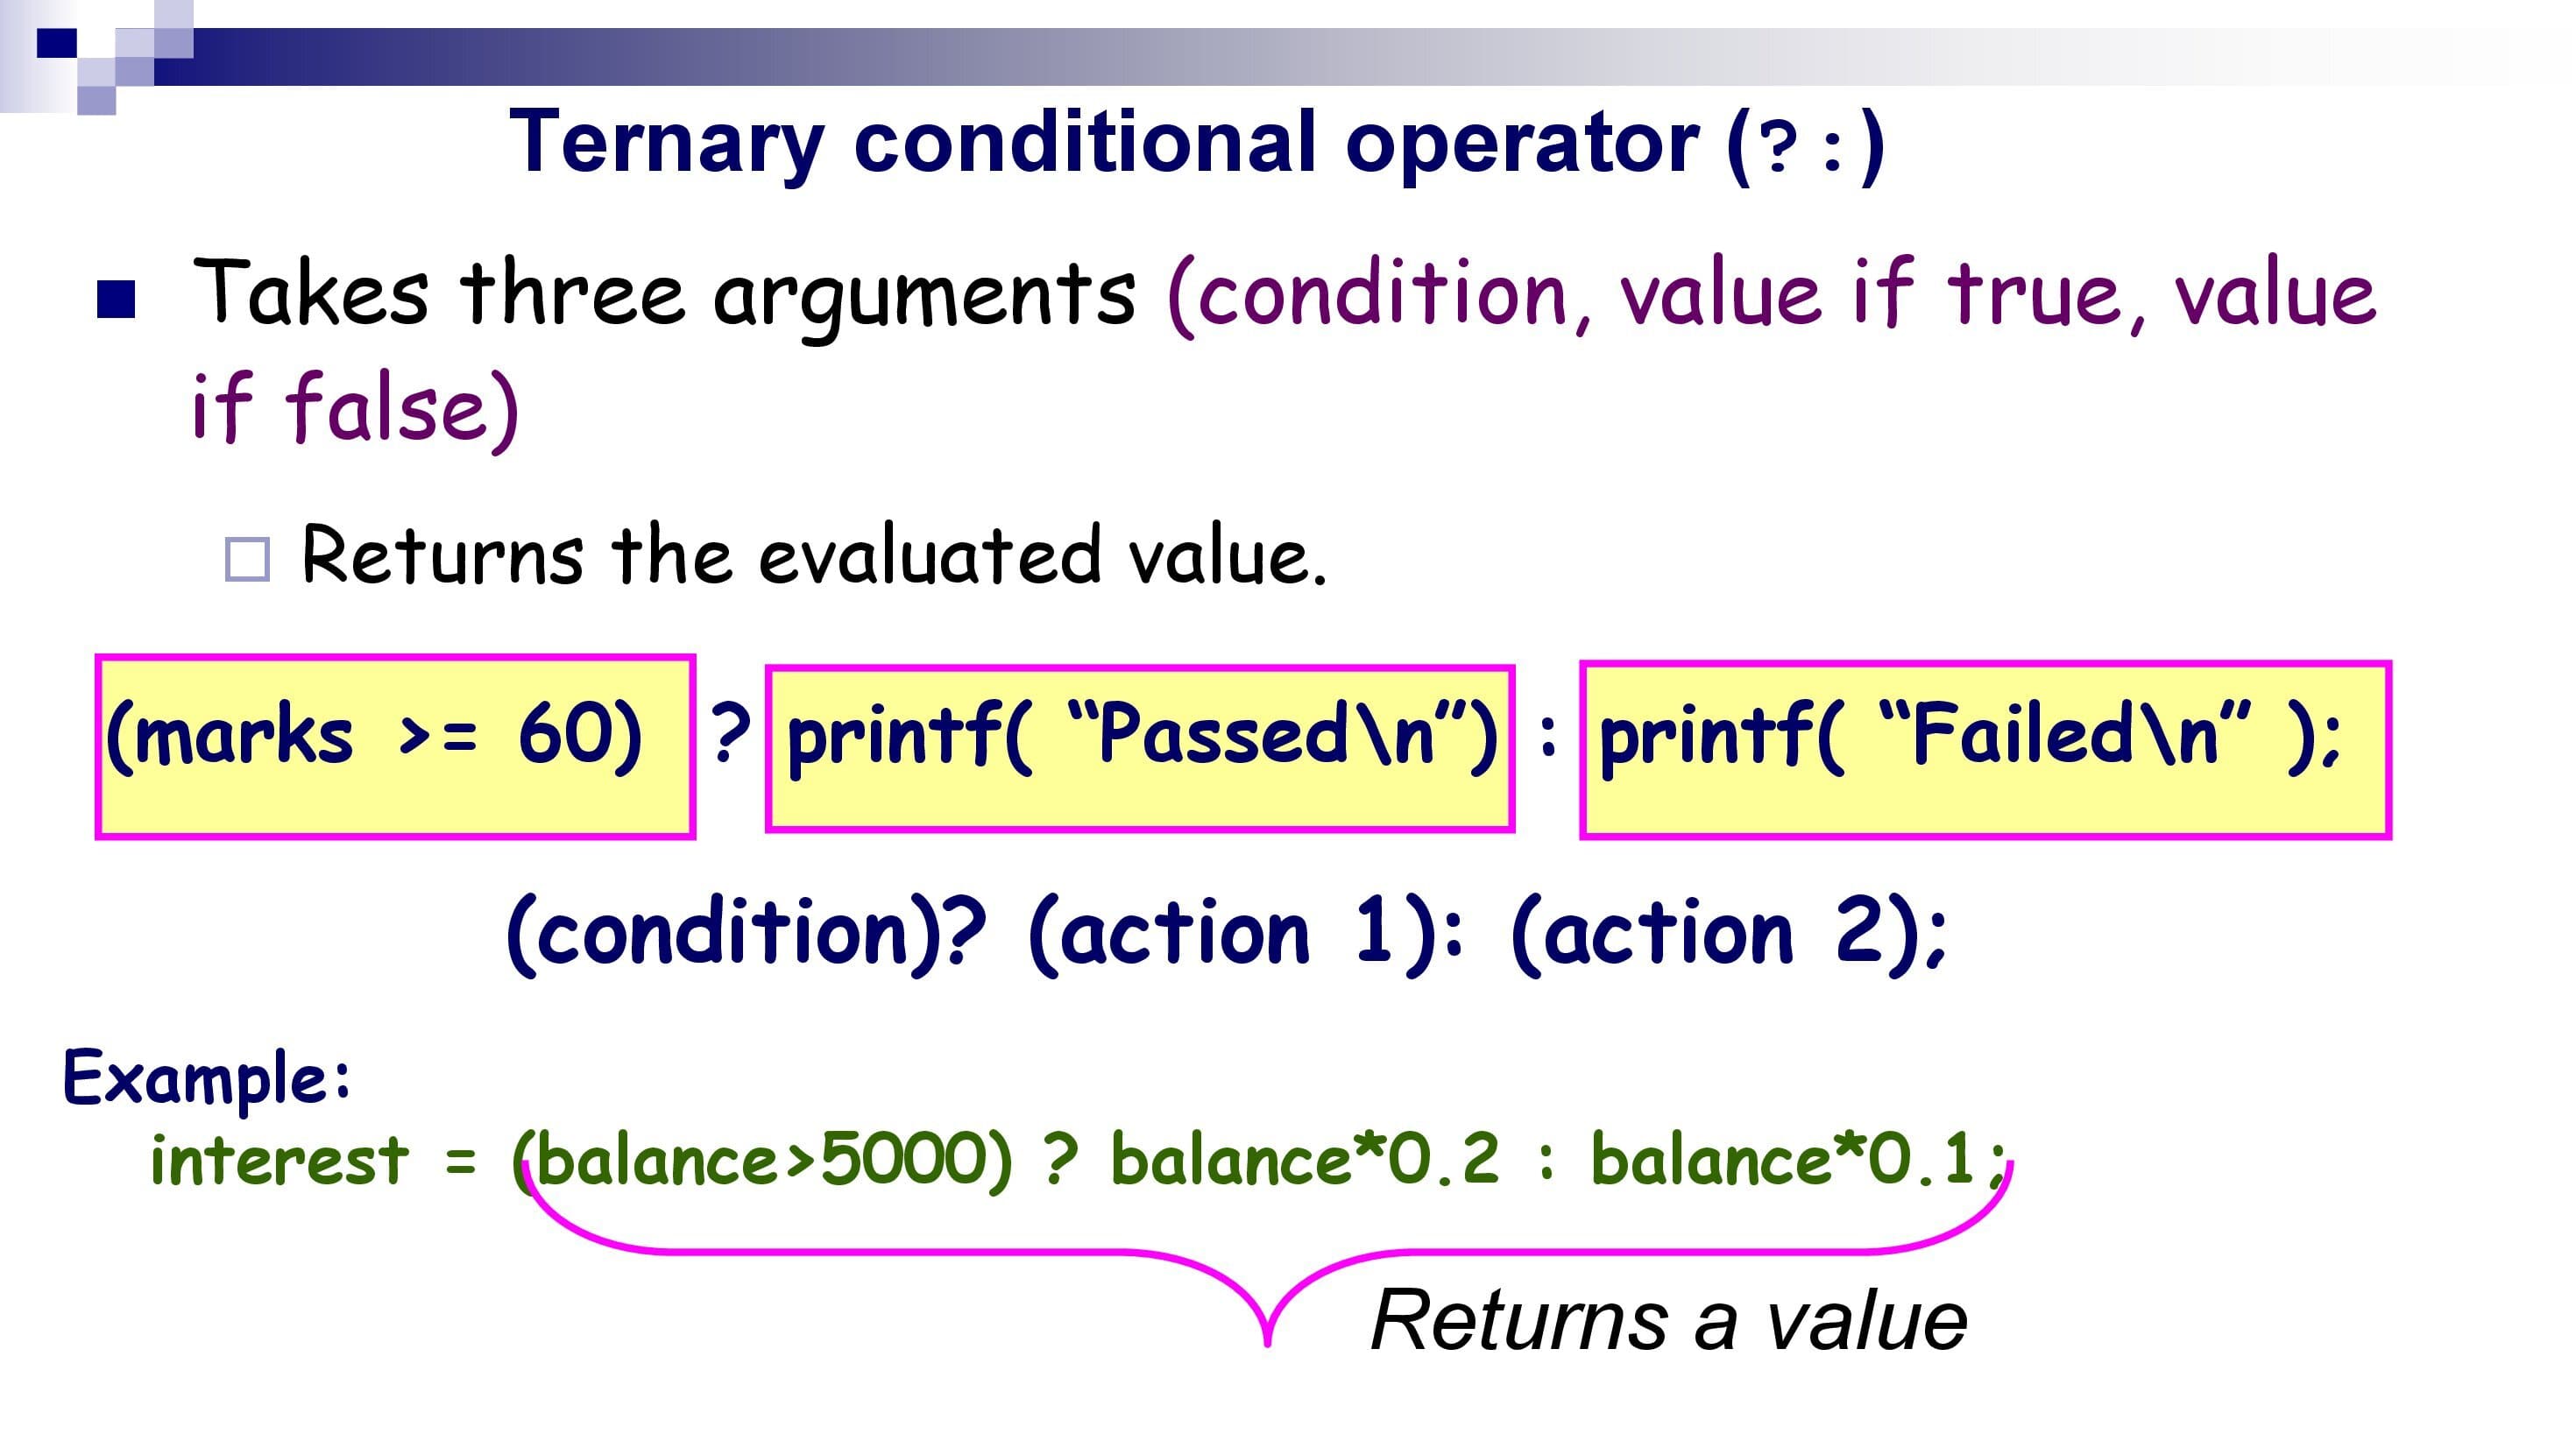 Ternary conditional operator (?:)
Takes three arguments (condition, value if true, value
if false)
Returns the evaluated value.
(marks >= 60) ? printf( “Passed\n”) : printf( “Failed\n” );
(condition)? (action 1): (action 2);
Example:
interest = (balance>5000) ? balance*0.2 : balance*0.1;
Returns a value